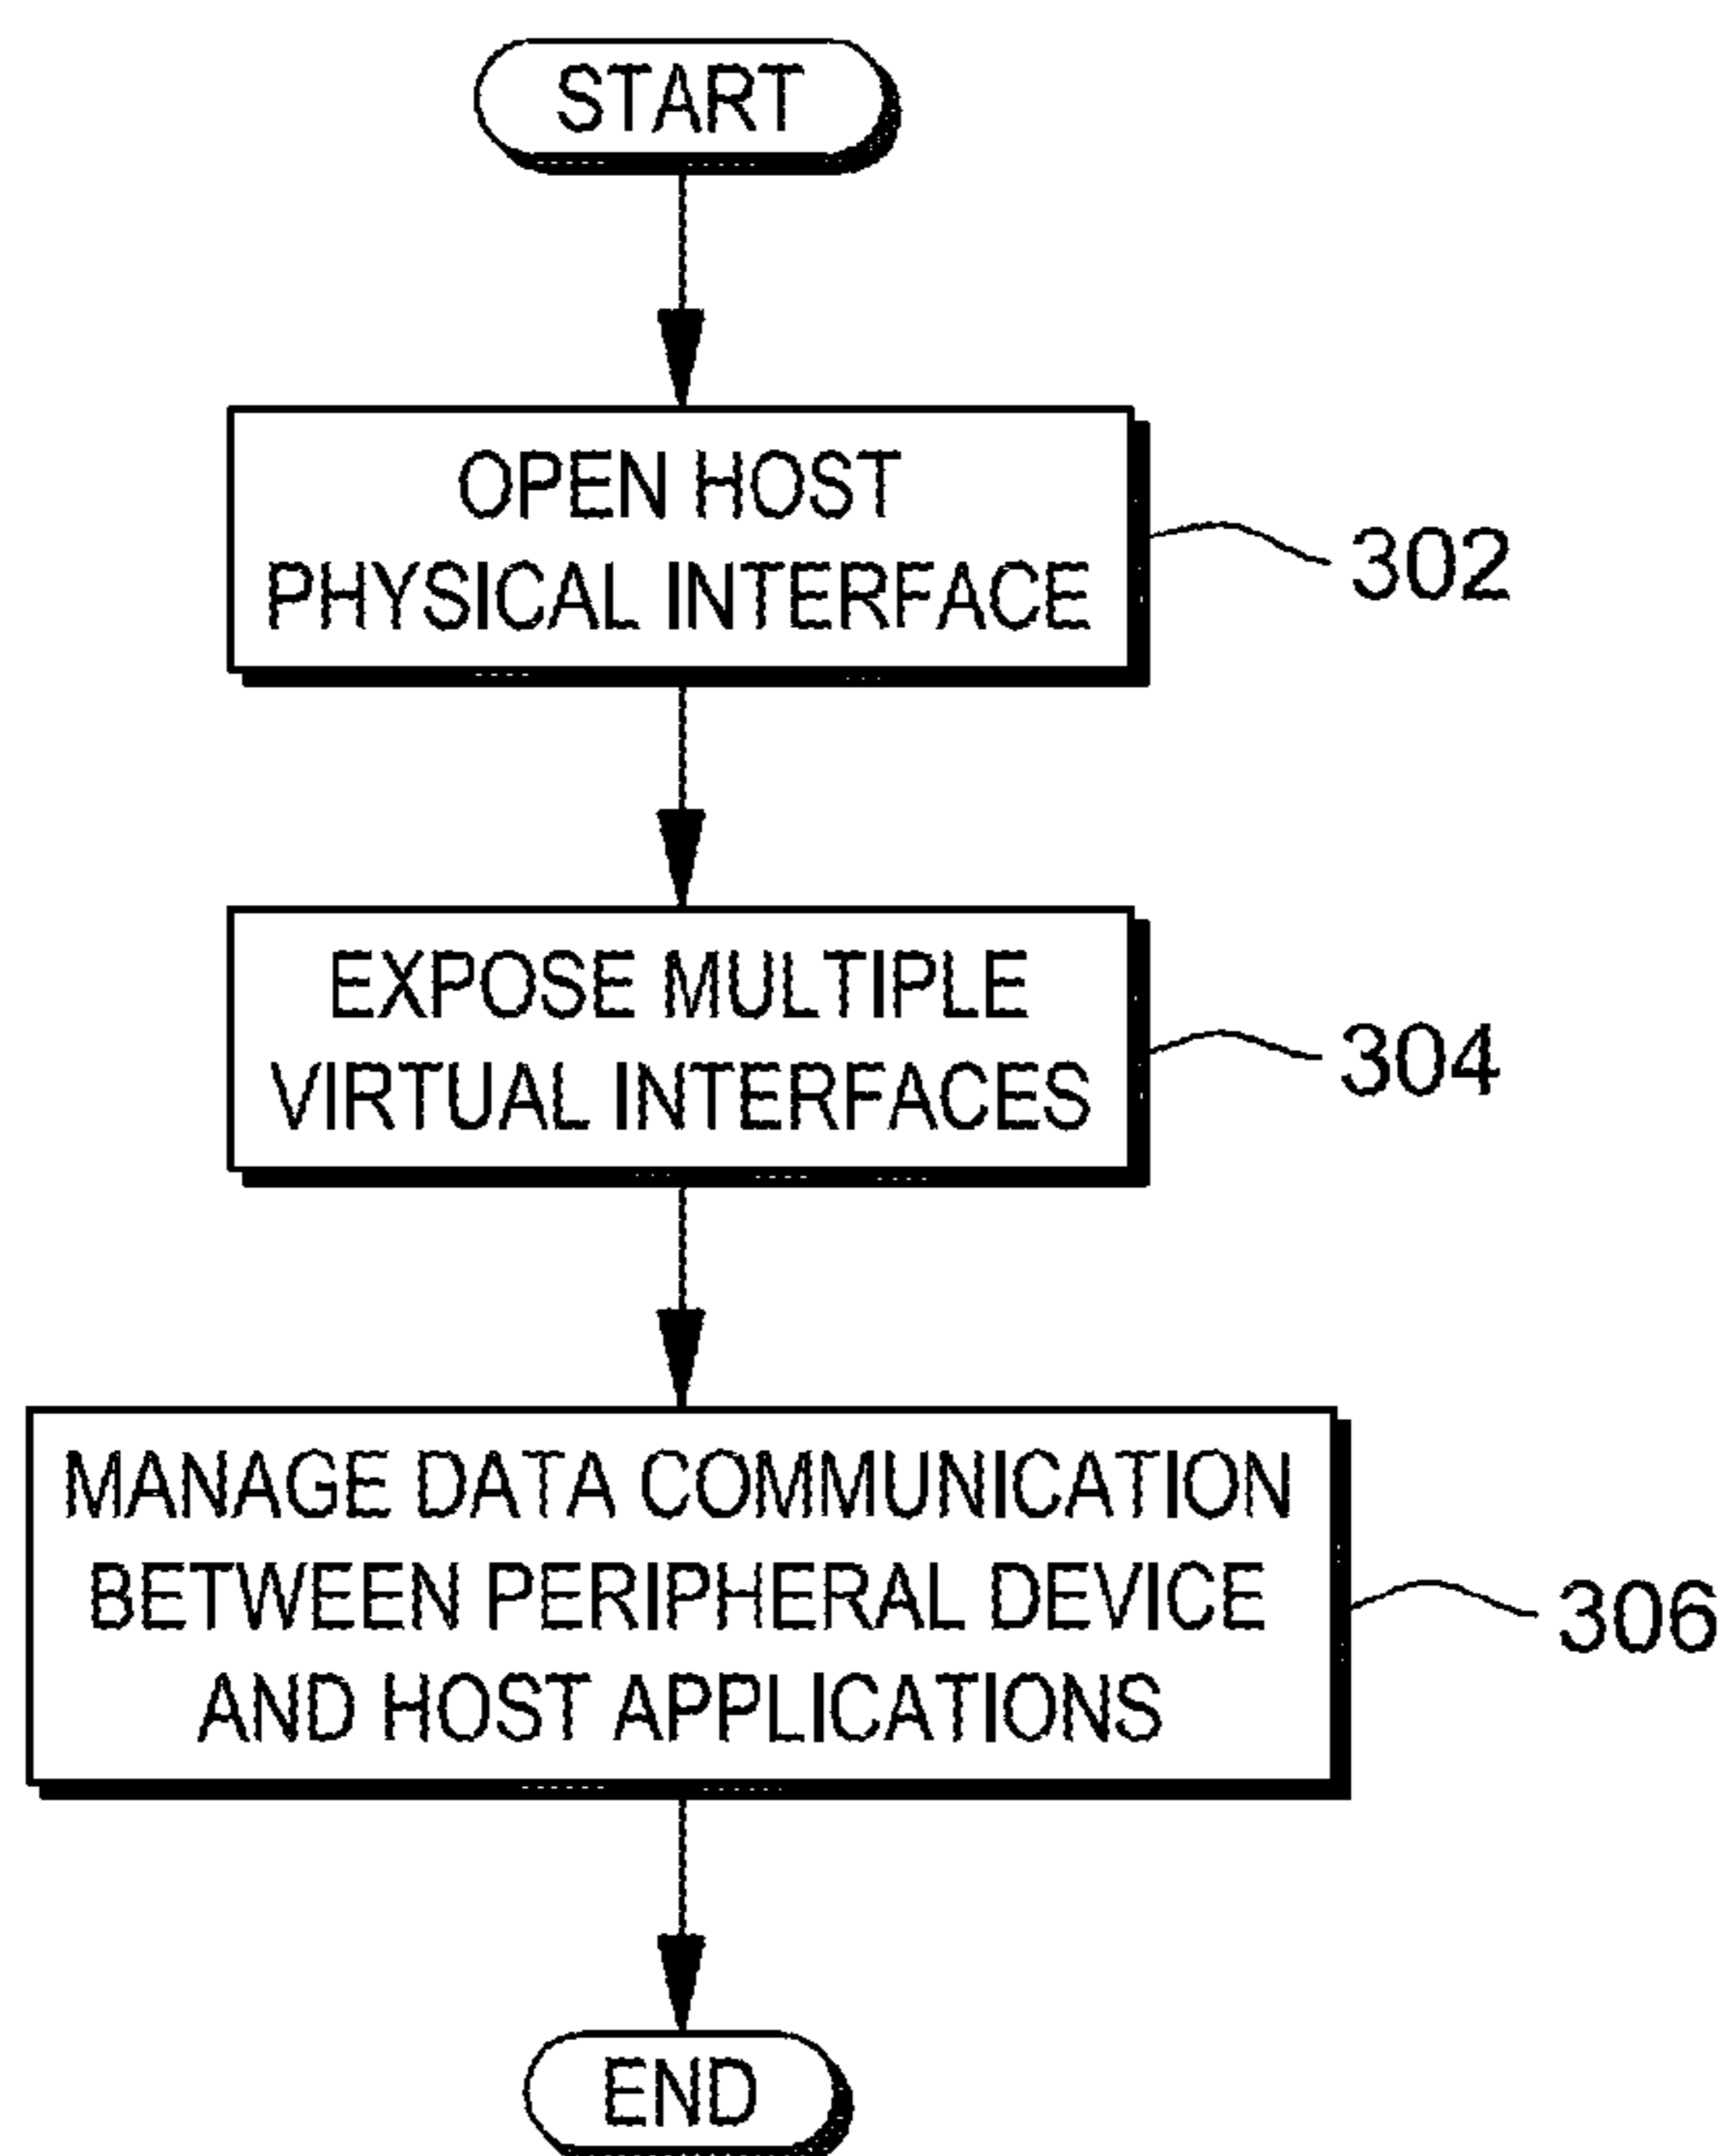 START
OPEN HOST
PHYSICAL INTERFACE
302
EXPOSE MULTIPLE
VIRTUAL INTERFACES
304
MANAGE DATA COMMUNICATION
BETWEEN PERIPHERAL DEVICE
AND HOST APPLICATIONS
306
END